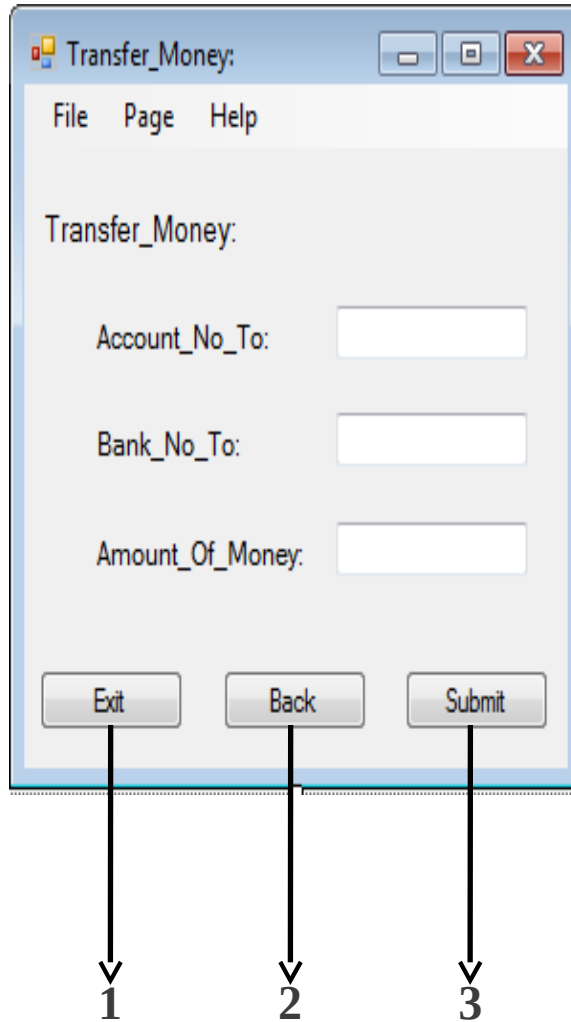 Transfer_Money:
File Page Help
Transfer_Money:
Account_No_To:
Bank_No_To:
Amount_Of_Money:
Exit Back Submit
1 2 3